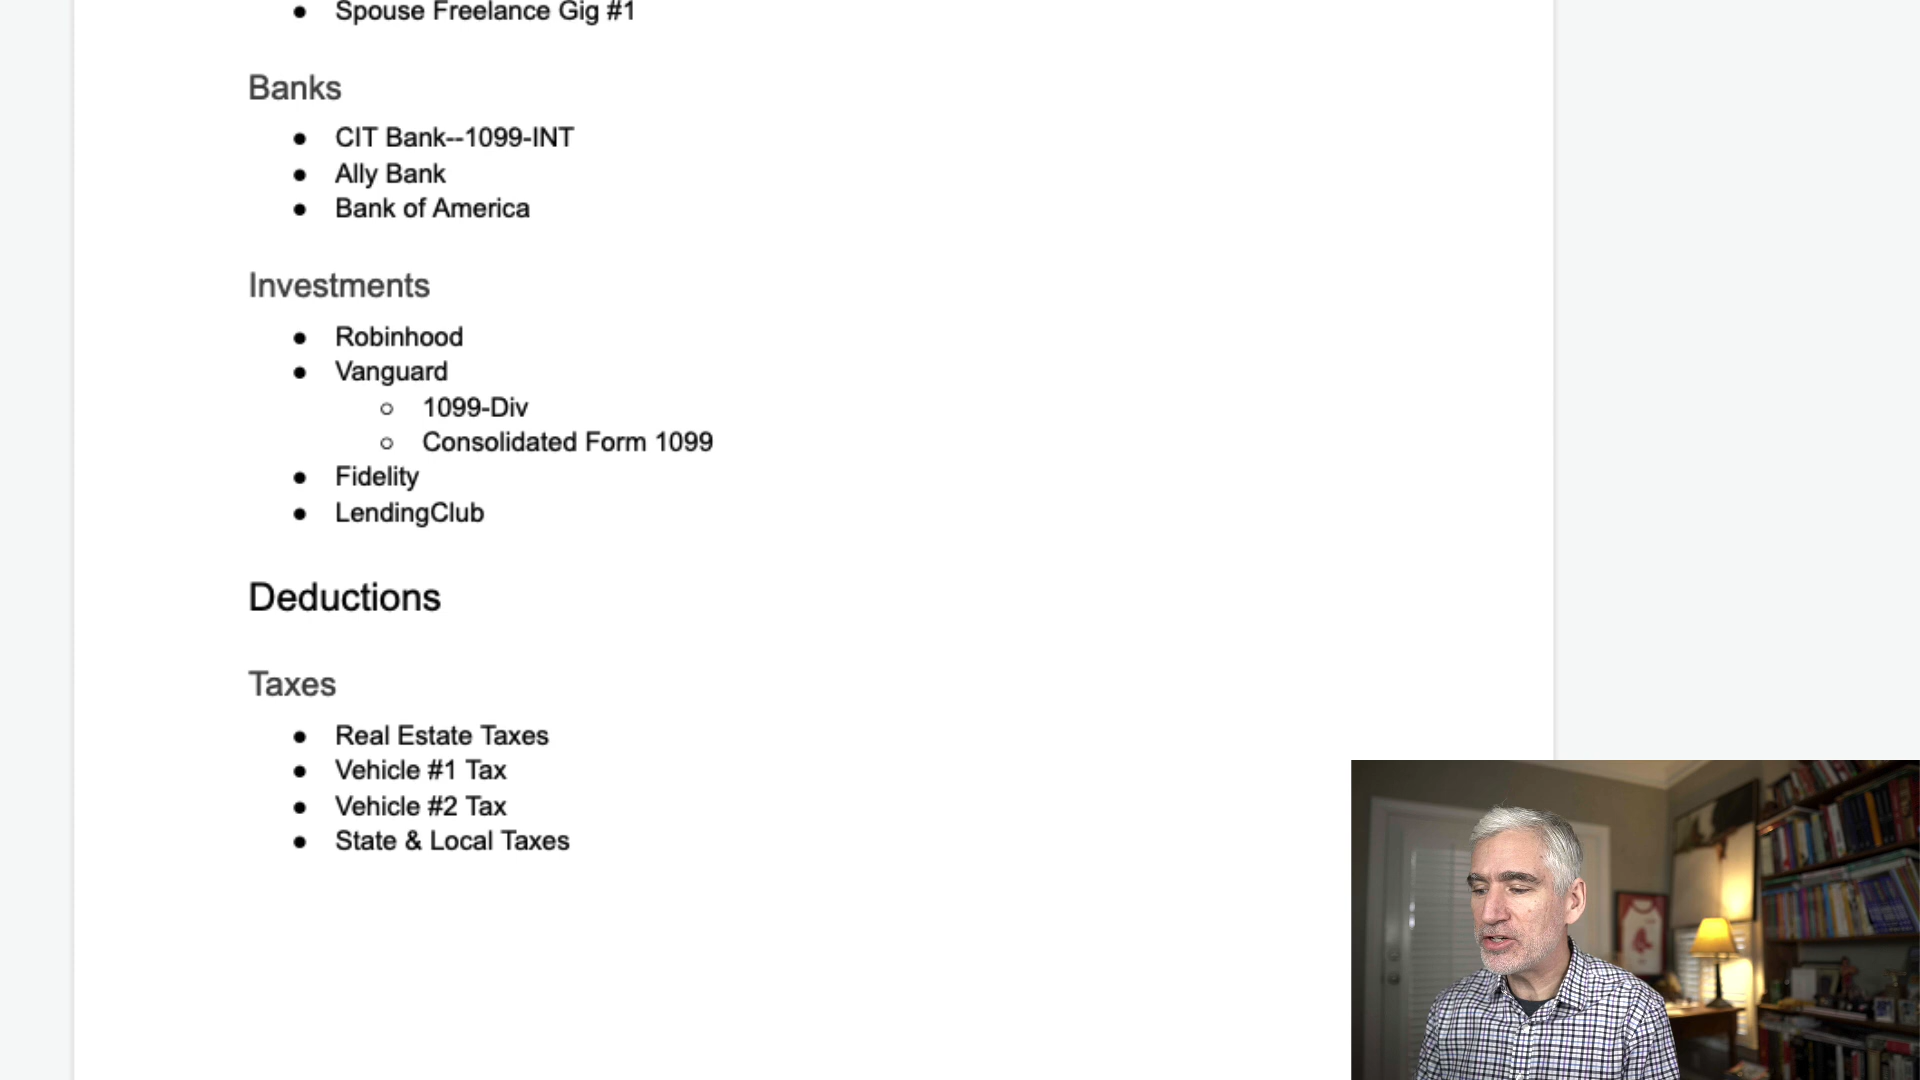 Spouse Freelance Gig #1
Banks
CIT Bank--1099-INT
Ally Bank
Bank of America
Investments
Robinhood
Vanguard
1099-Div
Consolidated Form 1099
Fidelity
LendingClub
Deductions
Taxes
Real Estate Taxes
Vehicle #1 Tax
Vehicle #2 Tax
State & Local Taxes